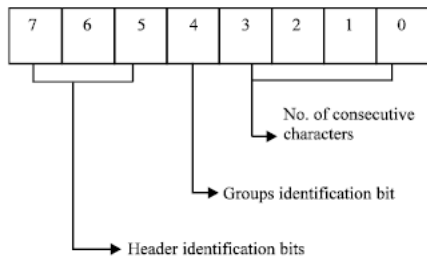 7 6 5 4 3 2 1 0
No. of consecutive
characters
Groups identification bit
Header identification bits